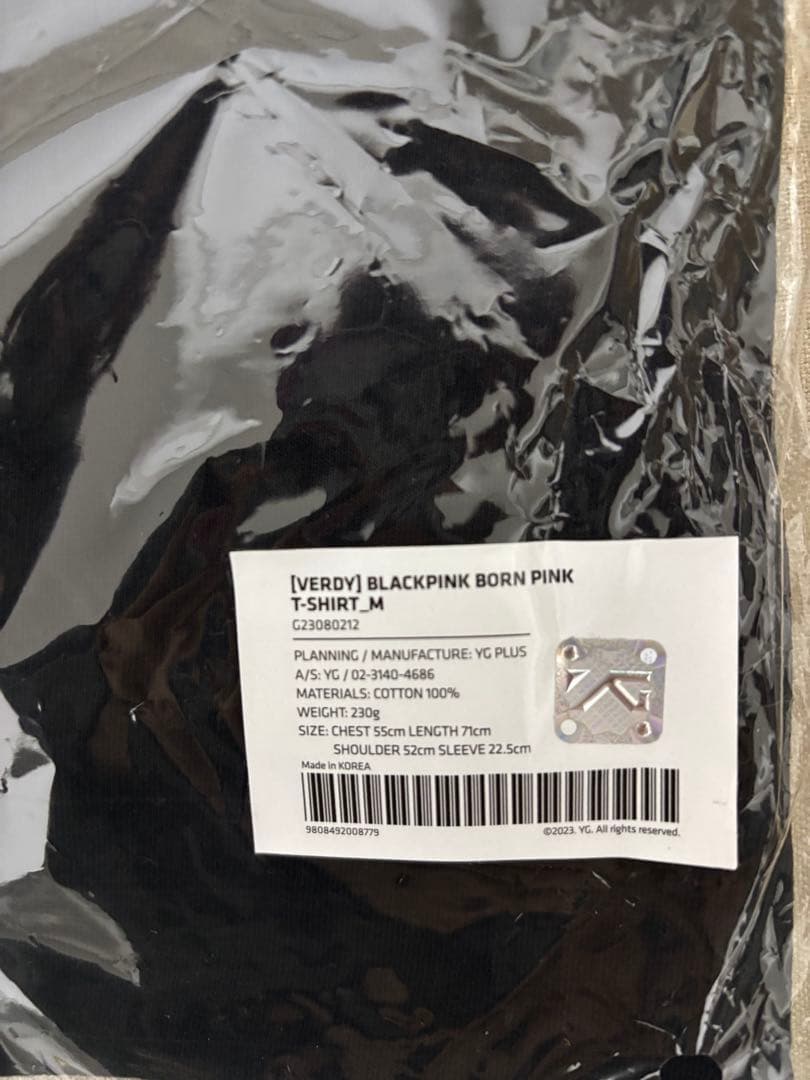 [VERDY] BLACKPINK BORN PINK
T-SHIRT_M
G23080212
PLANNING / MANUFACTURE: YG PLUS
A/S: YG / 02-3140-4686
MATERIALS: COTTON 100%
WEIGHT: 230g
SIZE: CHEST 55cm LENGTH 71cm
SHOULDER 52cm SLEEVE 22.5cm
Made in KOREA
9808492008779
©2023. YG. All rights reserved.
YG